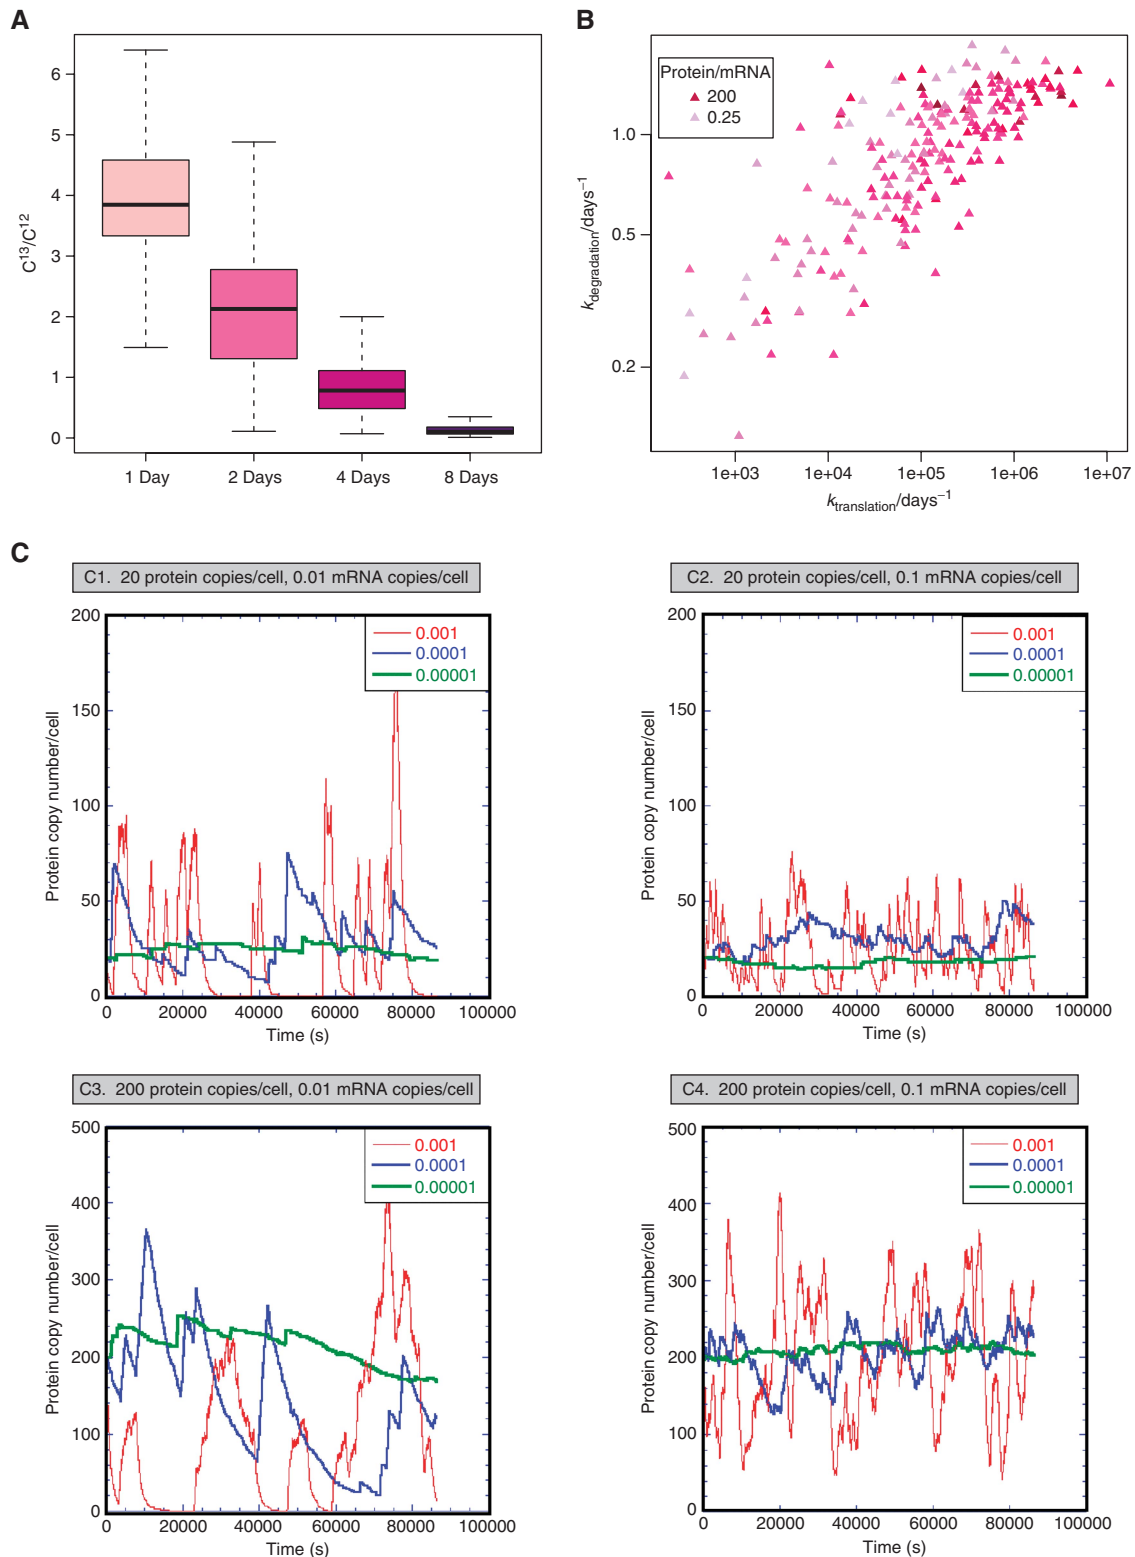 A
C13/C12
6
5
4
3
2
1
0
1 Day
2 Days
4 Days
8 Days
B
Protein/mRNA
200
0.25
kdegradation/days−1
1.0
0.5
0.2
1e+03
1e+04
1e+05
1e+06
1e+07
ktranslation/days−1
C
C1. 20 protein copies/cell, 0.01 mRNA copies/cell
0.001
0.0001
0.00001
Protein copy number/cell
200
150
100
50
0
0
20000
40000
60000
80000
100000
Time (s)
C2. 20 protein copies/cell, 0.1 mRNA copies/cell
0.001
0.0001
0.00001
Protein copy number/cell
200
150
100
50
0
0
20000
40000
60000
80000
100000
Time (s)
C3. 200 protein copies/cell, 0.01 mRNA copies/cell
0.001
0.0001
0.00001
Protein copy number/cell
500
400
300
200
100
0
0
20000
40000
60000
80000
100000
Time (s)
C4. 200 protein copies/cell, 0.1 mRNA copies/cell
0.001
0.0001
0.00001
Protein copy number/cell
500
400
300
200
100
0
0
20000
40000
60000
80000
100000
Time (s)